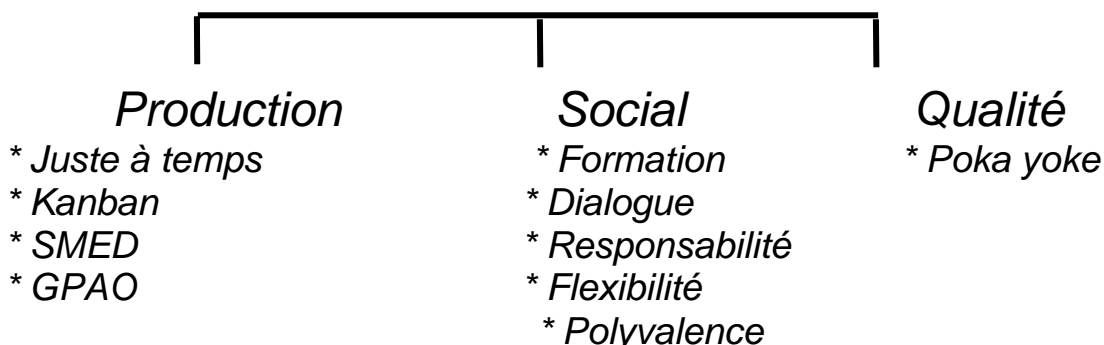 Production
* Juste à temps
* Kanban
* SMED
* GPAO
Social
* Formation
* Dialogue
* Responsabilité
* Flexibilité
* Polyvalence
Qualité
* Poka yoke